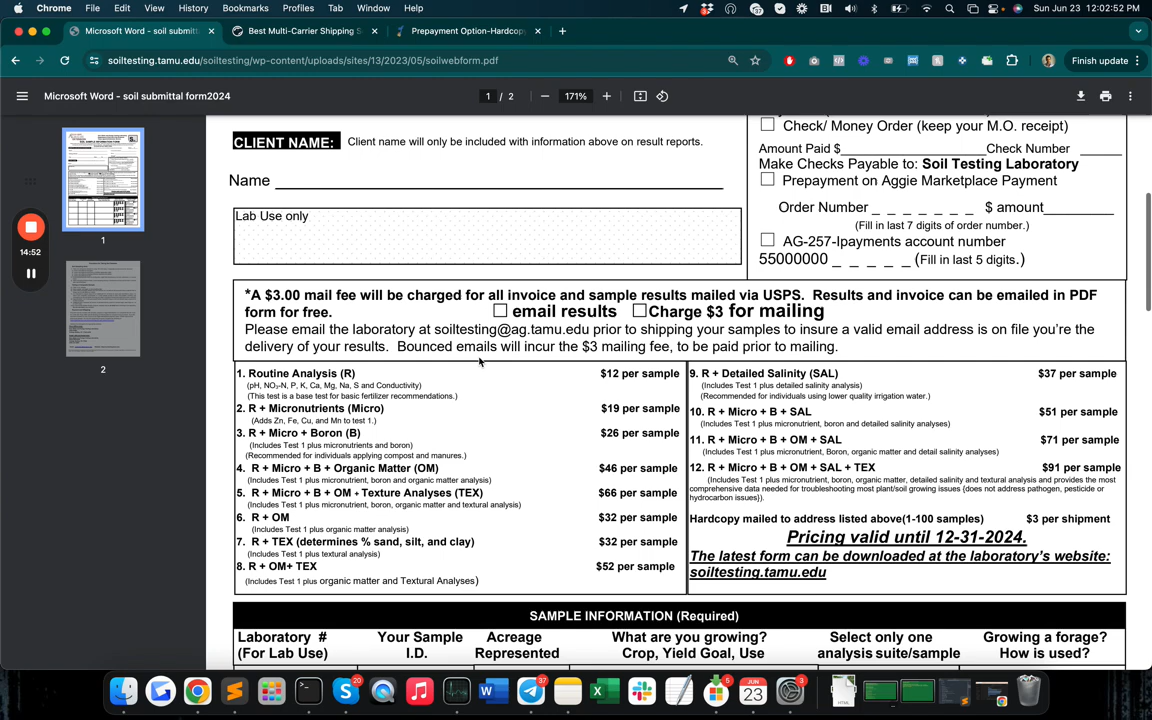 Chrome File Edit View History Bookmarks Profiles Tab Window Help Sun Jun 23 12:02:52 PM
Microsoft Word - soil submitt
Best Multi-Carrier Shipping S
Prepayment Option-Hardcop
soiltesting.tamu.edu/soiltesting/wp-content/uploads/sites/13/2023/05/soilwebform.pdf
Finish update
Microsoft Word - soil submittal form2024
1 / 2
171%
1
2
14:52
CLIENT NAME: Client name will only be included with information above on result reports.
Name
Lab Use only
Check/ Money Order (keep your M.O. receipt)
Amount Paid $ Check Number
Make Checks Payable to: Soil Testing Laboratory
Prepayment on Aggie Marketplace Payment
Order Number _ _ _ _ _ _ _ $ amount
(Fill in last 7 digits of order number.)
AG-257-Ipayments account number
55000000 _ _ _ _ _ (Fill in last 5 digits.)
*A $3.00 mail fee will be charged for all invoice and sample results mailed via USPS. Results and invoice can be emailed in PDF
form for free. email results Charge $3 for mailing
Please email the laboratory at soiltesting@ag.tamu.edu prior to shipping your samples to insure a valid email address is on file you're the
delivery of your results. Bounced emails will incur the $3 mailing fee, to be paid prior to mailing.
1. Routine Analysis (R) $12 per sample
(pH, NO₃-N, P, K, Ca, Mg, Na, S and Conductivity)
(This test is a base test for basic fertilizer recommendations.)
2. R + Micronutrients (Micro) $19 per sample
(Adds Zn, Fe, Cu, and Mn to test 1.)
3. R + Micro + Boron (B) $26 per sample
(Includes Test 1 plus micronutrients and boron)
(Recommended for individuals applying compost and manures.)
4. R + Micro + B + Organic Matter (OM) $46 per sample
(Includes Test 1 plus micronutrient, boron and organic matter analysis)
5. R + Micro + B + OM + Texture Analyses (TEX) $66 per sample
(Includes Test 1 plus micronutrient, boron, organic matter and textural analysis)
6. R + OM $32 per sample
(Includes Test 1 plus organic matter analysis)
7. R + TEX (determines % sand, silt, and clay) $32 per sample
(Includes Test 1 plus textural analysis)
8. R + OM+ TEX $52 per sample
(Includes Test 1 plus organic matter and Textural Analyses)
9. R + Detailed Salinity (SAL) $37 per sample
(Includes Test 1 plus detailed salinity analysis)
(Recommended for individuals using lower quality irrigation water.)
10. R + Micro + B + SAL $51 per sample
(Includes Test 1 plus micronutrient, boron and detailed salinity analyses)
11. R + Micro + B + OM + SAL $71 per sample
(Includes Test 1 plus micronutrient, Boron, organic matter and detail salinity analyses)
12. R + Micro + B + OM + SAL + TEX $91 per sample
(Includes Test 1 plus micronutrient, boron, organic matter, detailed salinity and textural analysis and provides the most
comprehensive data needed for troubleshooting most plant/soil growing issues {does not address pathogen, pesticide or
hydrocarbon issues}).
Hardcopy mailed to address listed above(1-100 samples) $3 per shipment
Pricing valid until 12-31-2024.
The latest form can be downloaded at the laboratory's website:
soiltesting.tamu.edu
SAMPLE INFORMATION (Required)
Laboratory # Your Sample Acreage What are you growing? Select only one Growing a forage?
(For Lab Use) I.D. Represented Crop, Yield Goal, Use analysis suite/sample How is used?